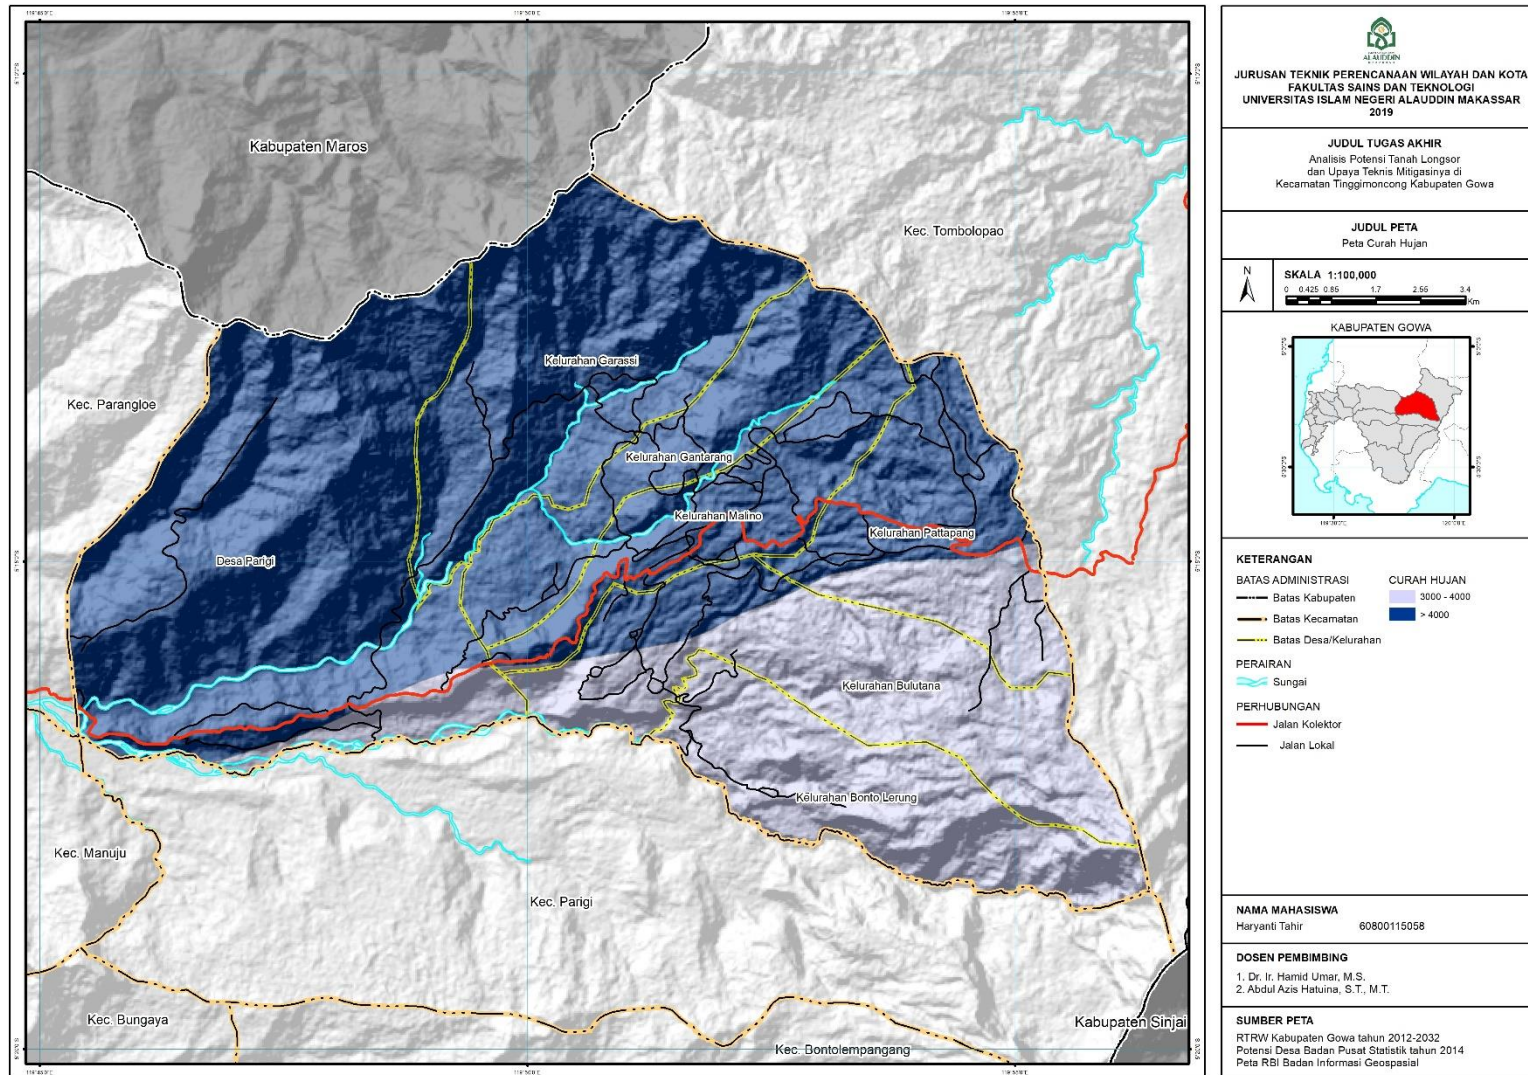 Kabupaten Maros
Kec. Tombolopao
Kelurahan Garassi
Kec. Parangloe
Kelurahan Gantarang
Kelurahan Malino
Kelurahan Pattapang
Desa Parigi
Kelurahan Bulutana
Kelurahan Bonto Lerung
Kec. Manuju
Kec. Parigi
Kec. Bungaya
Kabupaten Sinjai
Kec. Bontolempangang
ALAUDDIN
JURUSAN TEKNIK PERENCANAAN WILAYAH DAN KOTA
FAKULTAS SAINS DAN TEKNOLOGI
UNIVERSITAS ISLAM NEGERI ALAUDDIN MAKASSAR
2019
JUDUL TUGAS AKHIR
Analisis Potensi Tanah Longsor
dan Upaya Teknis Mitigasinya di
Kecamatan Tinggimoncong Kabupaten Gowa
JUDUL PETA
Peta Curah Hujan
N
SKALA 1:100,000
0 0.425 0.85 1.7 2.55 3.4
Km
KABUPATEN GOWA
KETERANGAN
BATAS ADMINISTRASI
Batas Kabupaten
Batas Kecamatan
Batas Desa/Kelurahan
CURAH HUJAN
3000 - 4000
> 4000
PERAIRAN
Sungai
PERHUBUNGAN
Jalan Kolektor
Jalan Lokal
NAMA MAHASISWA
Haryanti Tahir 60800115058
DOSEN PEMBIMBING
1. Dr. Ir. Hamid Umar, M.S.
2. Abdul Azis Hatuina, S.T., M.T.
SUMBER PETA
RTRW Kabupaten Gowa tahun 2012-2032
Potensi Desa Badan Pusat Statistik tahun 2014
Peta RBI Badan Informasi Geospasial